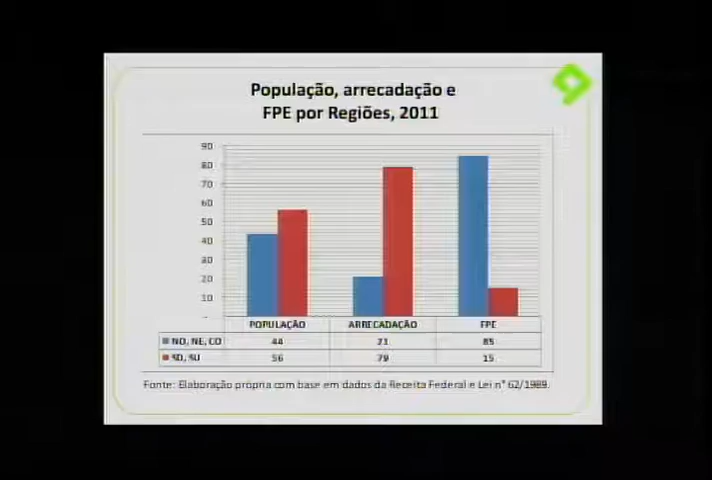 População, arrecadação e
FPE por Regiões, 2011
90
80
70
60
50
40
30
20
10
-
POPULAÇÃO ARRECADAÇÃO FPE
NO, NE, CO 44 21 85
SD, SU 56 79 15
Fonte: Elaboração própria com base em dados da Receita Federal e Lei n° 62/1989.